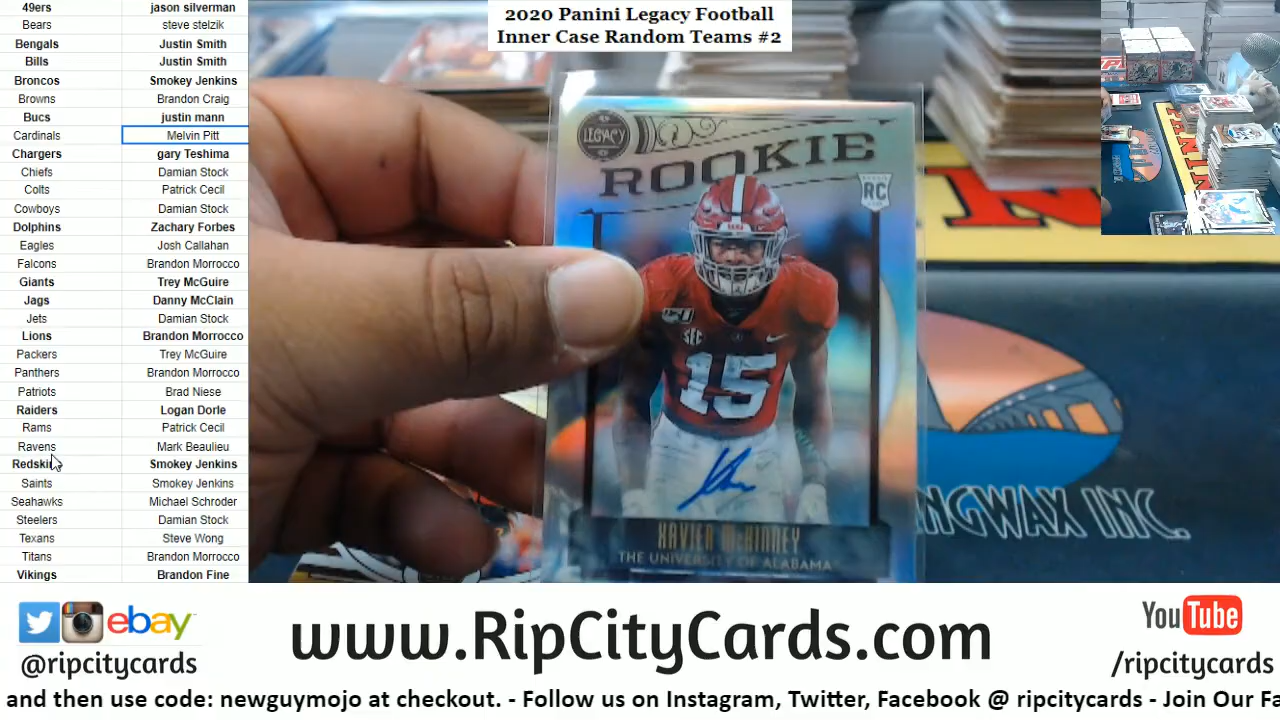 2020 Panini Legacy Football
Inner Case Random Teams #2
49ers jason silverman
Bears steve stelzik
Bengals Justin Smith
Bills Justin Smith
Broncos Smokey Jenkins
Browns Brandon Craig
Bucs justin mann
Cardinals Melvin Pitt
Chargers gary Teshima
Chiefs Damian Stock
Colts Patrick Cecil
Cowboys Damian Stock
Dolphins Zachary Forbes
Eagles Josh Callahan
Falcons Brandon Morrocco
Giants Trey McGuire
Jags Danny McClain
Jets Damian Stock
Lions Brandon Morrocco
Packers Trey McGuire
Panthers Brandon Morrocco
Patriots Brad Niese
Raiders Logan Dorle
Rams Patrick Cecil
Ravens Mark Beaulieu
Redskins Smokey Jenkins
Saints Smokey Jenkins
Seahawks Michael Schroder
Steelers Damian Stock
Texans Steve Wong
Titans Brandon Morrocco
Vikings Brandon Fine
LEGACY
ROOKIE
RC
BAMA
SEC
15
XAVIER McKINNEY
THE UNIVERSITY OF ALABAMA
NGWAX INC.
ebay
@ripcitycards
www.RipCityCards.com
YouTube
/ripcitycards
and then use code: newguymojo at checkout. - Follow us on Instagram, Twitter, Facebook @ ripcitycards - Join Our Fa